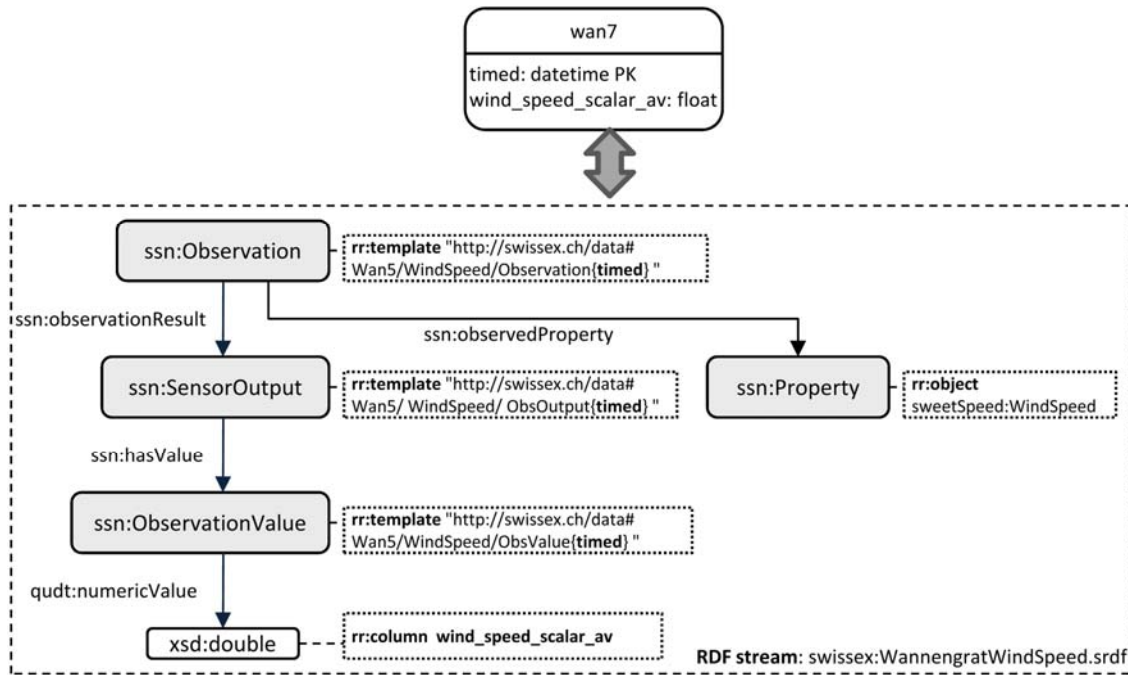 wan7
timed: datetime PK
wind_speed_scalar_av: float
ssn:Observation
rr:template "http://swissex.ch/data#
Wan5/WindSpeed/Observation{timed} "
ssn:observationResult
ssn:observedProperty
ssn:SensorOutput
rr:template "http://swissex.ch/data#
Wan5/ WindSpeed/ ObsOutput{timed} "
ssn:Property
rr:object
sweetSpeed:WindSpeed
ssn:hasValue
ssn:ObservationValue
rr:template "http://swissex.ch/data#
Wan5/WindSpeed/ObsValue{timed} "
qudt:numericValue
xsd:double
rr:column wind_speed_scalar_av
RDF stream: swissex:WannengratWindSpeed.srdf